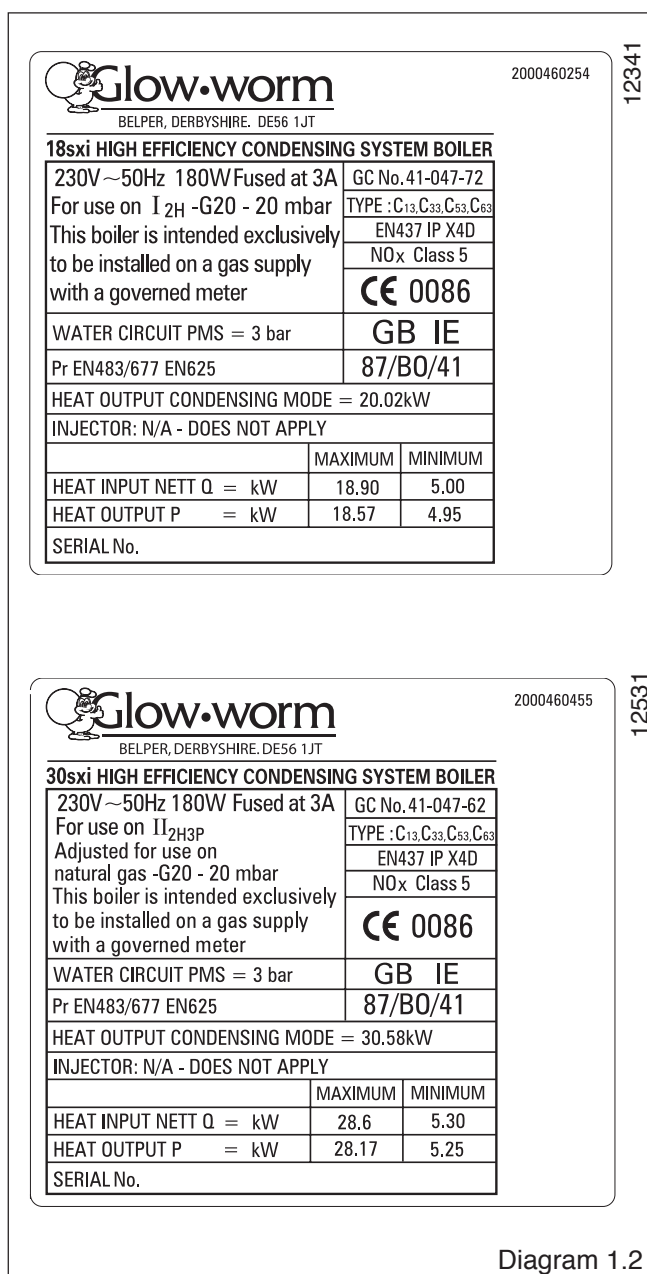 Glow•worm
2000460254
12341
BELPER, DERBYSHIRE. DE56 1JT
18sxi HIGH EFFICIENCY CONDENSING SYSTEM BOILER
230V~50Hz 180W Fused at 3A
For use on I2H -G20 - 20 mbar
This boiler is intended exclusively
to be installed on a gas supply
with a governed meter
GC No. 41-047-72
TYPE : C13,C33,C53,C63
EN437 IP X4D
NOx Class 5
CE 0086
WATER CIRCUIT PMS = 3 bar
GB IE
Pr EN483/677 EN625
87/BO/41
HEAT OUTPUT CONDENSING MODE = 20.02kW
INJECTOR: N/A - DOES NOT APPLY
MAXIMUM MINIMUM
HEAT INPUT NETT Q = kW 18.90 5.00
HEAT OUTPUT P = kW 18.57 4.95
SERIAL No.
Glow•worm
2000460455
12531
BELPER, DERBYSHIRE. DE56 1JT
30sxi HIGH EFFICIENCY CONDENSING SYSTEM BOILER
230V~50Hz 180W Fused at 3A
For use on II2H3P
Adjusted for use on
natural gas -G20 - 20 mbar
This boiler is intended exclusively
to be installed on a gas supply
with a governed meter
GC No. 41-047-62
TYPE : C13,C33,C53,C63
EN437 IP X4D
NOx Class 5
CE 0086
WATER CIRCUIT PMS = 3 bar
GB IE
Pr EN483/677 EN625
87/BO/41
HEAT OUTPUT CONDENSING MODE = 30.58kW
INJECTOR: N/A - DOES NOT APPLY
MAXIMUM MINIMUM
HEAT INPUT NETT Q = kW 28.6 5.30
HEAT OUTPUT P = kW 28.17 5.25
SERIAL No.
Diagram 1.2